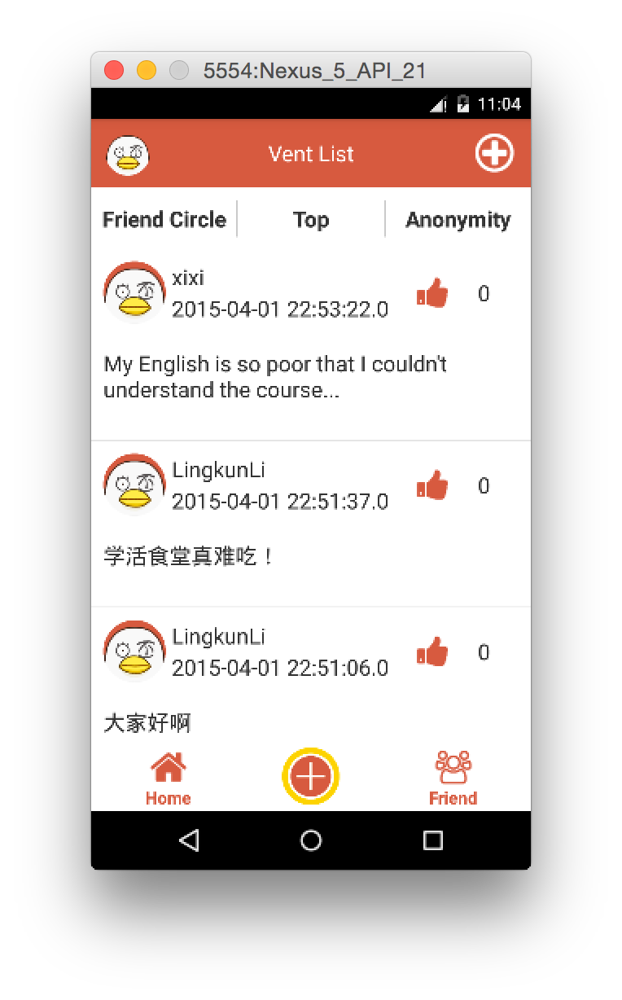 5554:Nexus_5_API_21
11:04
Vent List
Friend Circle Top Anonymity
xixi
2015-04-01 22:53:22.0 0
My English is so poor that I couldn't
understand the course...
LingkunLi
2015-04-01 22:51:37.0 0
学活食堂真难吃！
LingkunLi
2015-04-01 22:51:06.0 0
大家好啊
Home Friend